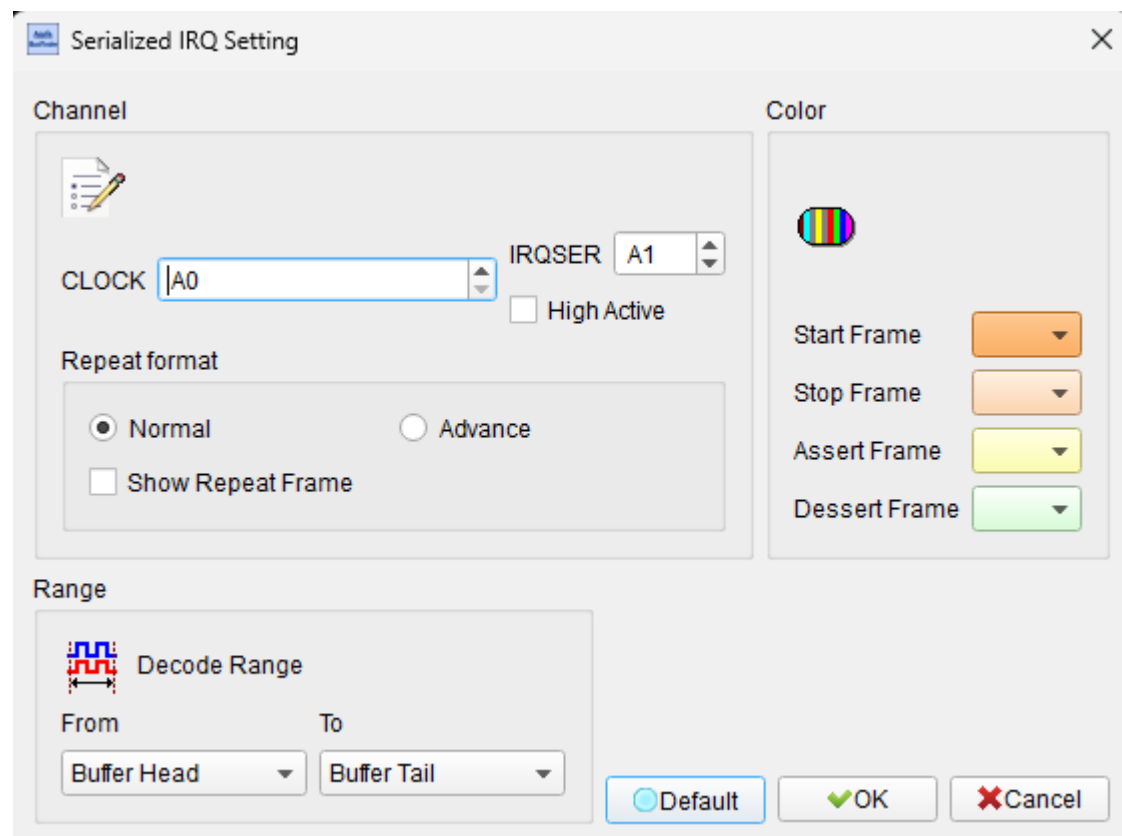 Serialized IRQ Setting
Channel
Color
CLOCK A0
IRQSER A1
High Active
Repeat format
Normal
Advance
Show Repeat Frame
Start Frame
Stop Frame
Assert Frame
Dessert Frame
Range
Decode Range
From
To
Buffer Head
Buffer Tail
Default
OK
Cancel